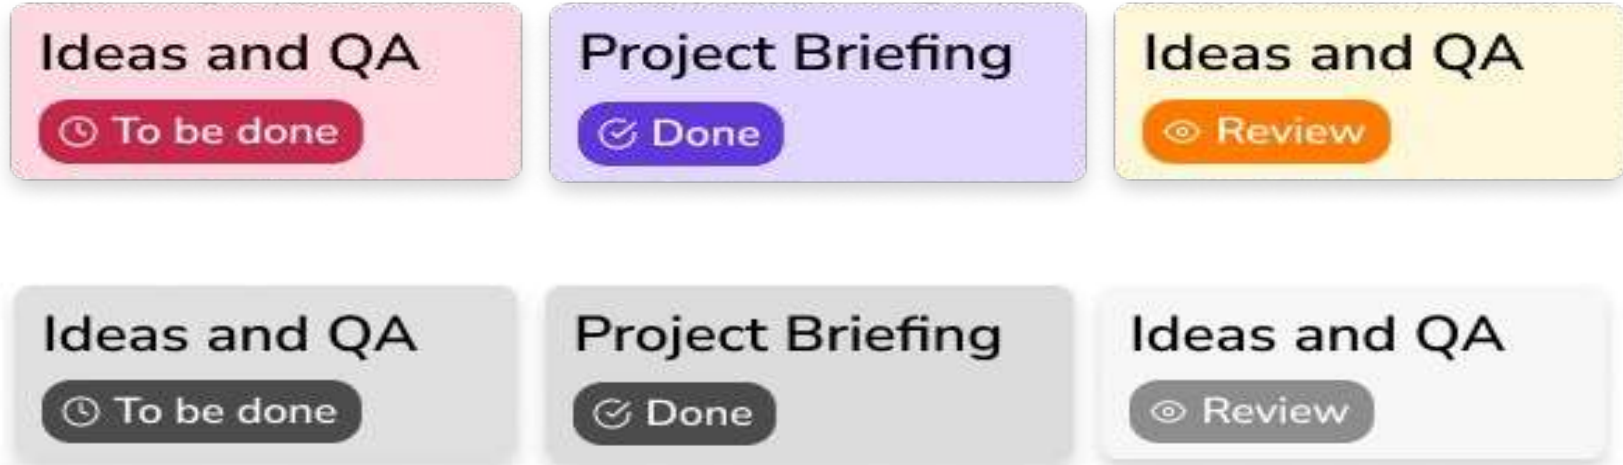 Ideas and QA
To be done
Project Briefing
Done
Ideas and QA
Review
Ideas and QA
To be done
Project Briefing
Done
Ideas and QA
Review